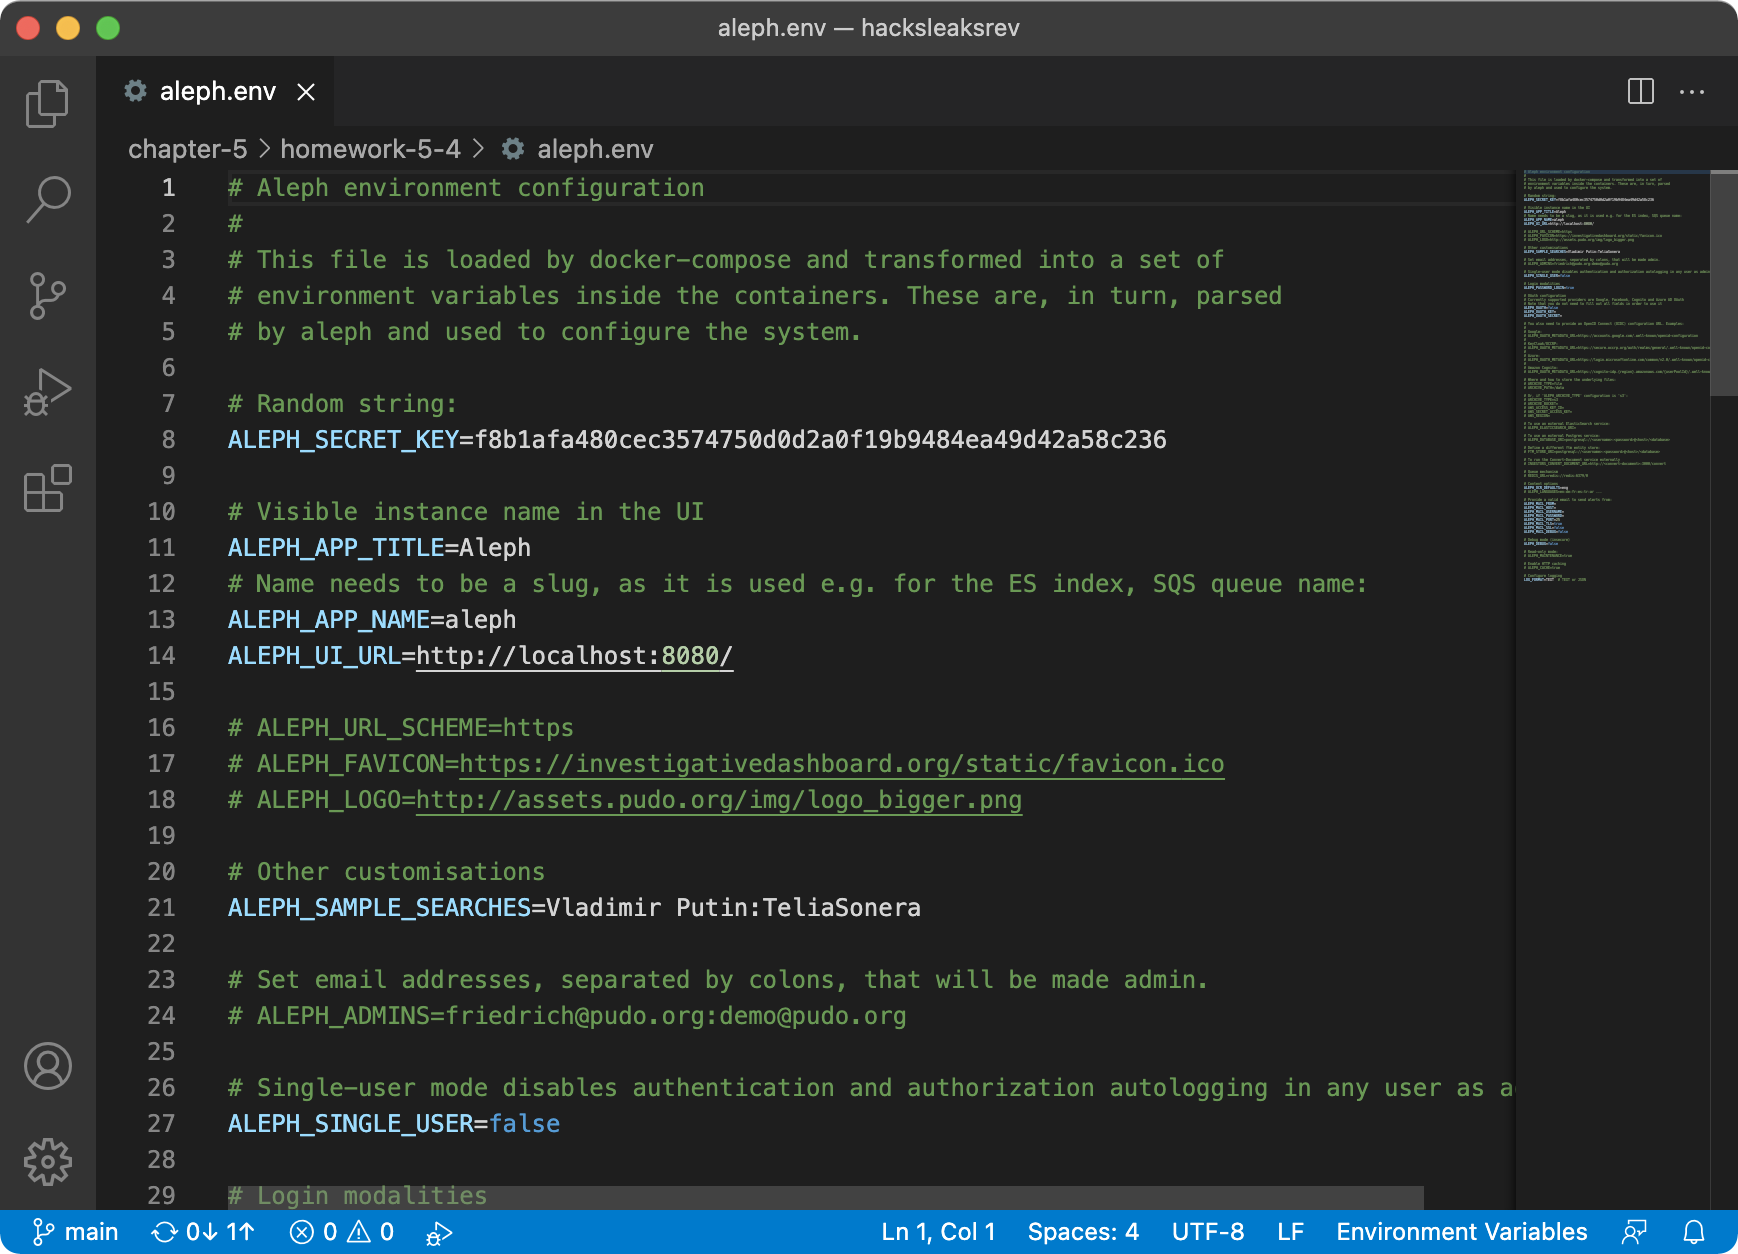 aleph.env — hacksleaksrev
aleph.env
chapter-5 > homework-5-4 > aleph.env
1 # Aleph environment configuration
2 #
3 # This file is loaded by docker-compose and transformed into a set of
4 # environment variables inside the containers. These are, in turn, parsed
5 # by aleph and used to configure the system.
6
7 # Random string:
8 ALEPH_SECRET_KEY=f8b1afa480cec3574750d0d2a0f19b9484ea49d42a58c236
9
10 # Visible instance name in the UI
11 ALEPH_APP_TITLE=Aleph
12 # Name needs to be a slug, as it is used e.g. for the ES index, SQS queue name:
13 ALEPH_APP_NAME=aleph
14 ALEPH_UI_URL=http://localhost:8080/
15
16 # ALEPH_URL_SCHEME=https
17 # ALEPH_FAVICON=https://investigativedashboard.org/static/favicon.ico
18 # ALEPH_LOGO=http://assets.pudo.org/img/logo_bigger.png
19
20 # Other customisations
21 ALEPH_SAMPLE_SEARCHES=Vladimir Putin:TeliaSonera
22
23 # Set email addresses, separated by colons, that will be made admin.
24 # ALEPH_ADMINS=friedrich@pudo.org:demo@pudo.org
25
26 # Single-user mode disables authentication and authorization autologging in any user as
27 ALEPH_SINGLE_USER=false
28
29 # Login modalities
main 0↓ 1↑ 0 0 Ln 1, Col 1 Spaces: 4 UTF-8 LF Environment Variables